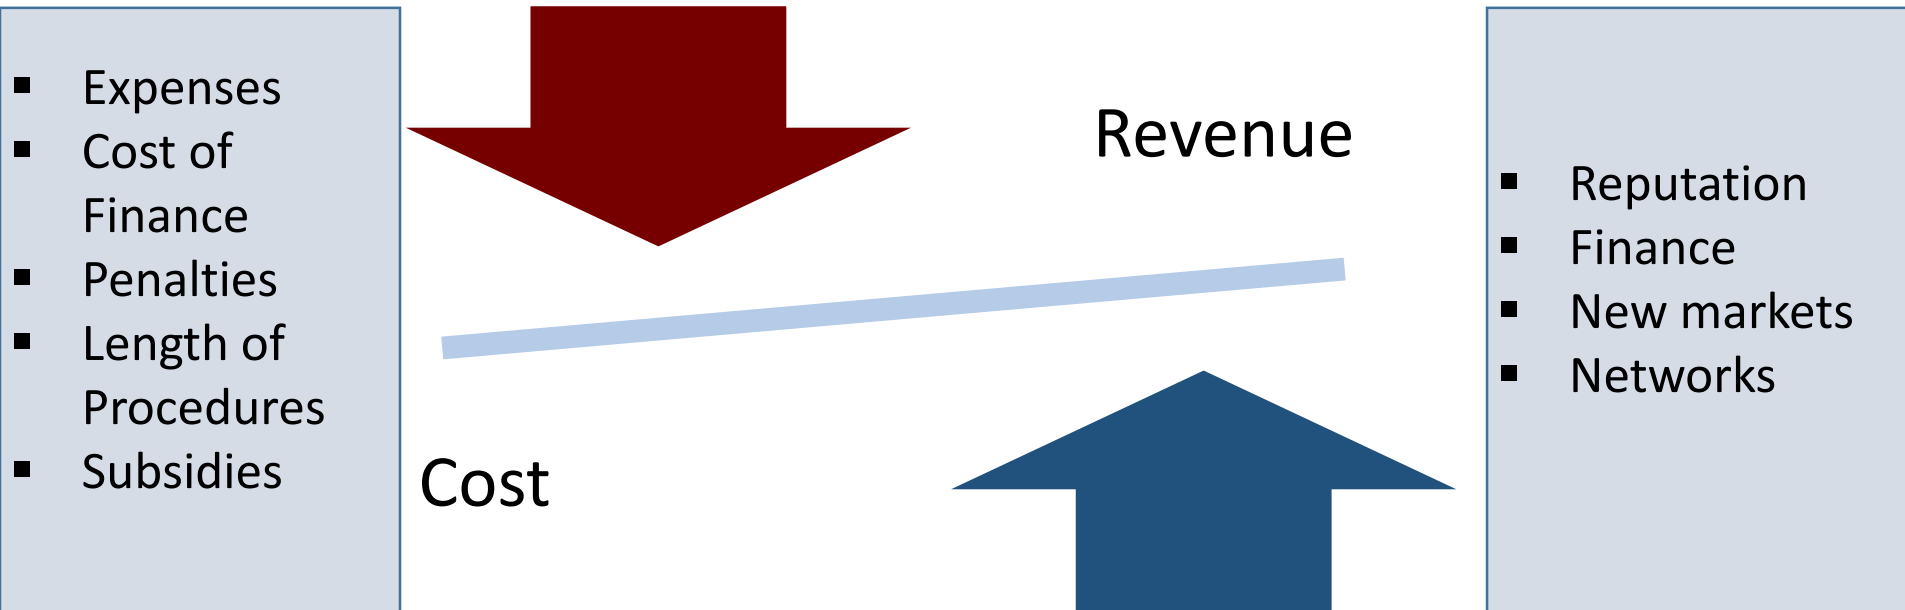 ▪ Expenses
▪ Cost of
Finance
▪ Penalties
▪ Length of
Procedures
▪ Subsidies
Cost
Revenue
▪ Reputation
▪ Finance
▪ New markets
▪ Networks